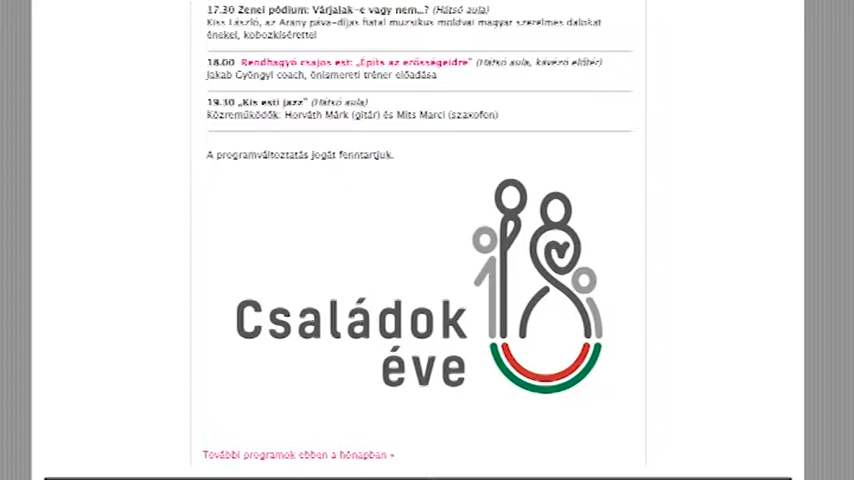 17.30 Zenei pódium: Várjalak-e vagy nem...? (Hátsó aula)
Kiss László, az Arany páva-díjas fiatal muzsikus moldvai magyar szerelmes dalokat
énekel, kobozkísérettel
18.00 Rendhagyó csajos est: „Építs az erősségeidre" (Hátsó aula, kávézó előtér)
Jakab Gyöngyi coach, önismereti tréner előadása
19.30 „Kis esti jazz" (Hátsó aula)
Közreműködők: Horváth Márk (gitár) és Mits Marci (szaxofon)
A programváltoztatás jogát fenntartjuk.
Családok
éve
További programok ebben a hónapban »